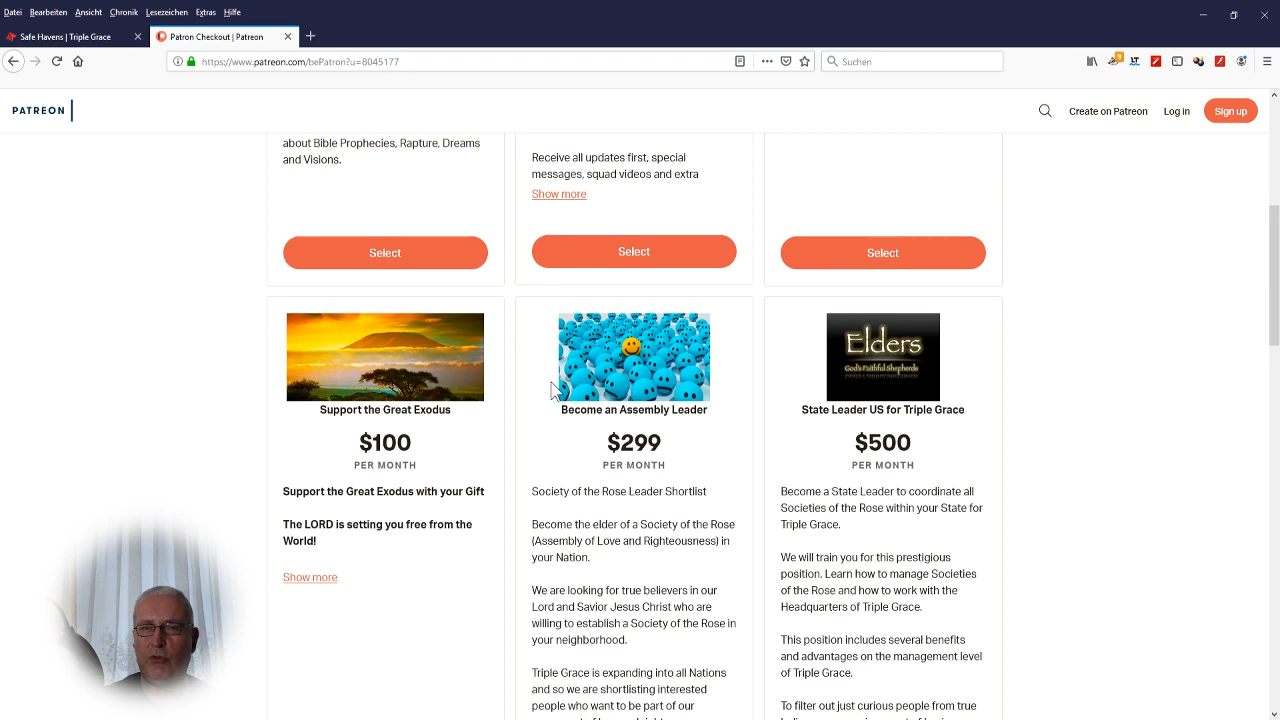 Datei Bearbeiten Ansicht Chronik Lesezeichen Extras Hilfe
Safe Havens | Triple Grace
Patron Checkout | Patreon
https://www.patreon.com/bePatron?u=8045177
Suchen
PATREON
Create on Patreon
Log in
Sign up
about Bible Prophecies, Rapture, Dreams
and Visions.
Select
Receive all updates first, special
messages, squad videos and extra
Show more
Select
Select
Support the Great Exodus
$100
PER MONTH
Support the Great Exodus with your Gift
The LORD is setting you free from the
World!
Show more
Become an Assembly Leader
$299
PER MONTH
Society of the Rose Leader Shortlist
Become the elder of a Society of the Rose
(Assembly of Love and Righteousness) in
your Nation.
We are looking for true believers in our
Lord and Savior Jesus Christ who are
willing to establish a Society of the Rose in
your neighborhood.
Triple Grace is expanding into all Nations
and so we are shortlisting interested
people who want to be part of our
Elders
God's Faithful Shepherds
State Leader US for Triple Grace
$500
PER MONTH
Become a State Leader to coordinate all
Societies of the Rose within your State for
Triple Grace.
We will train you for this prestigious
position. Learn how to manage Societies
of the Rose and how to work with the
Headquarters of Triple Grace.
This position includes several benefits
and advantages on the management level
of Triple Grace.
To filter out just curious people from true